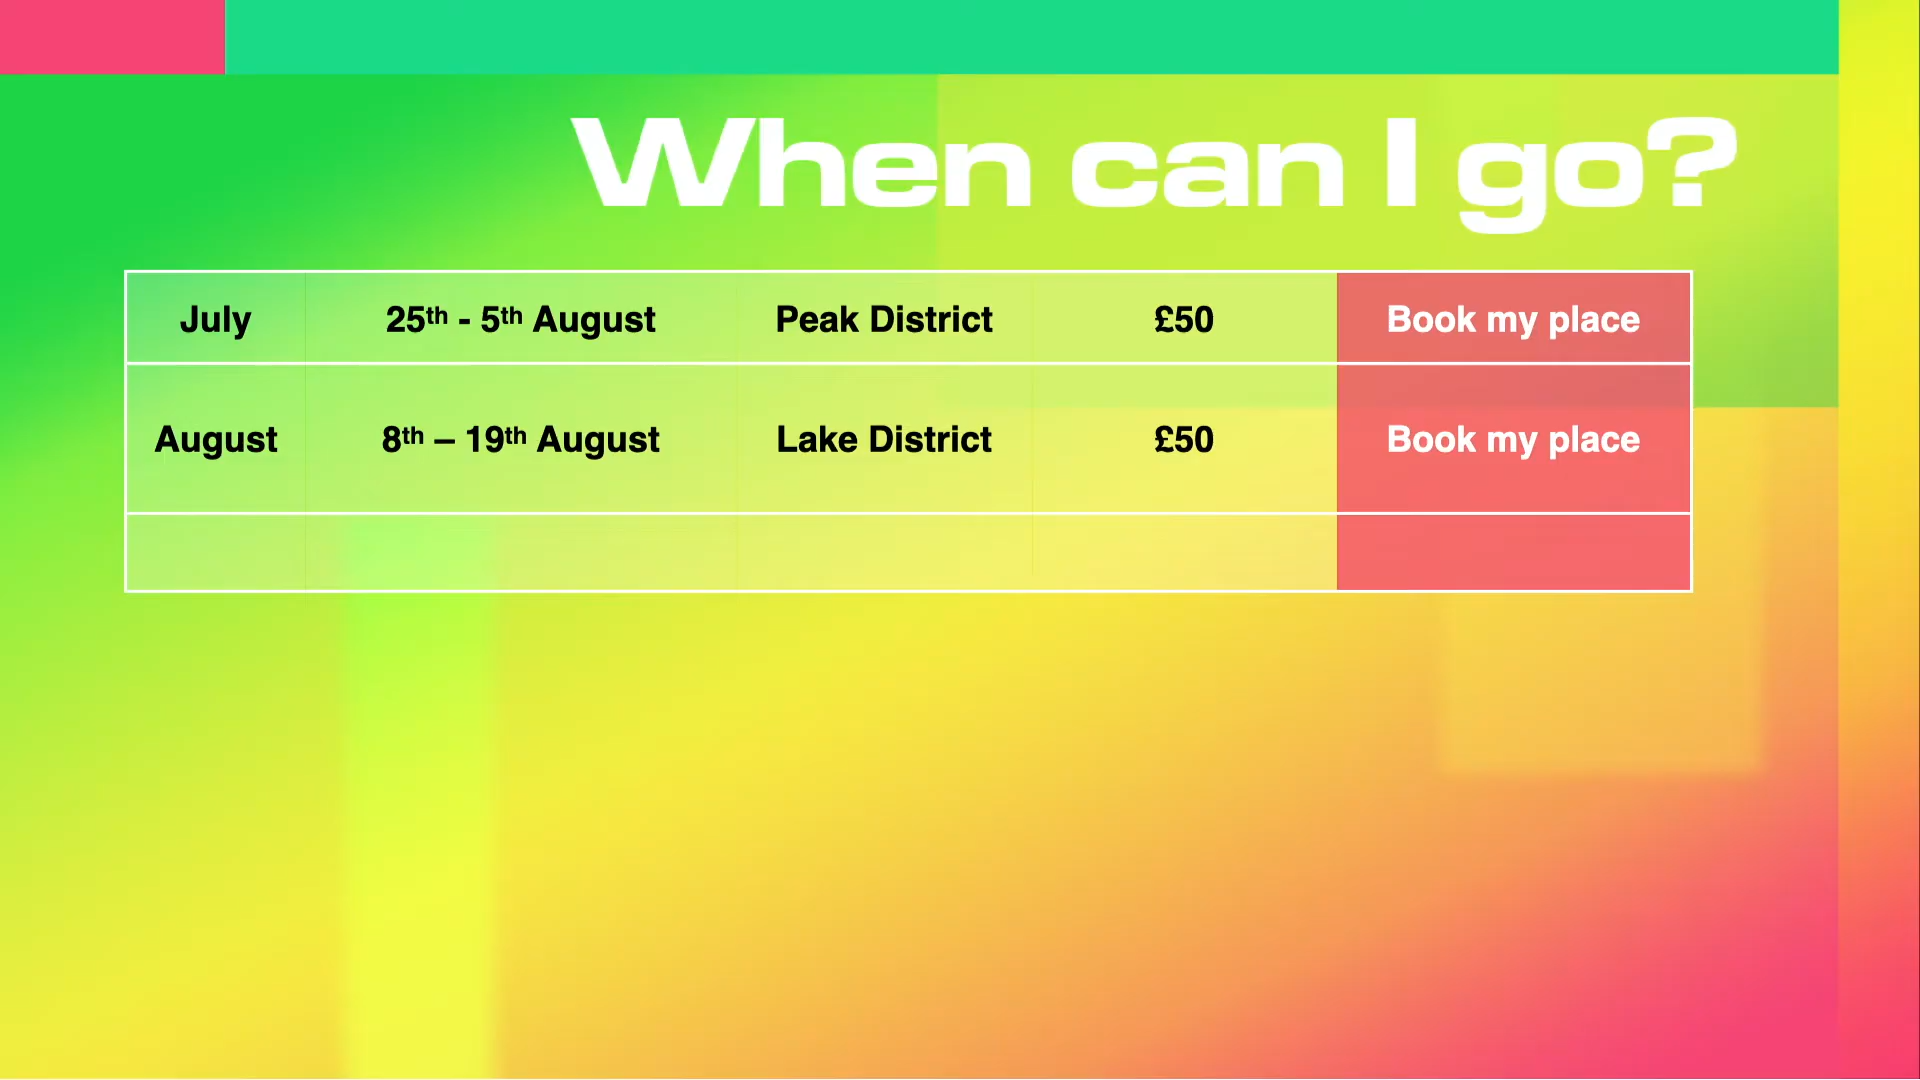 When can I go?
July 25th - 5th August Peak District £50 Book my place
August 8th – 19th August Lake District £50 Book my place